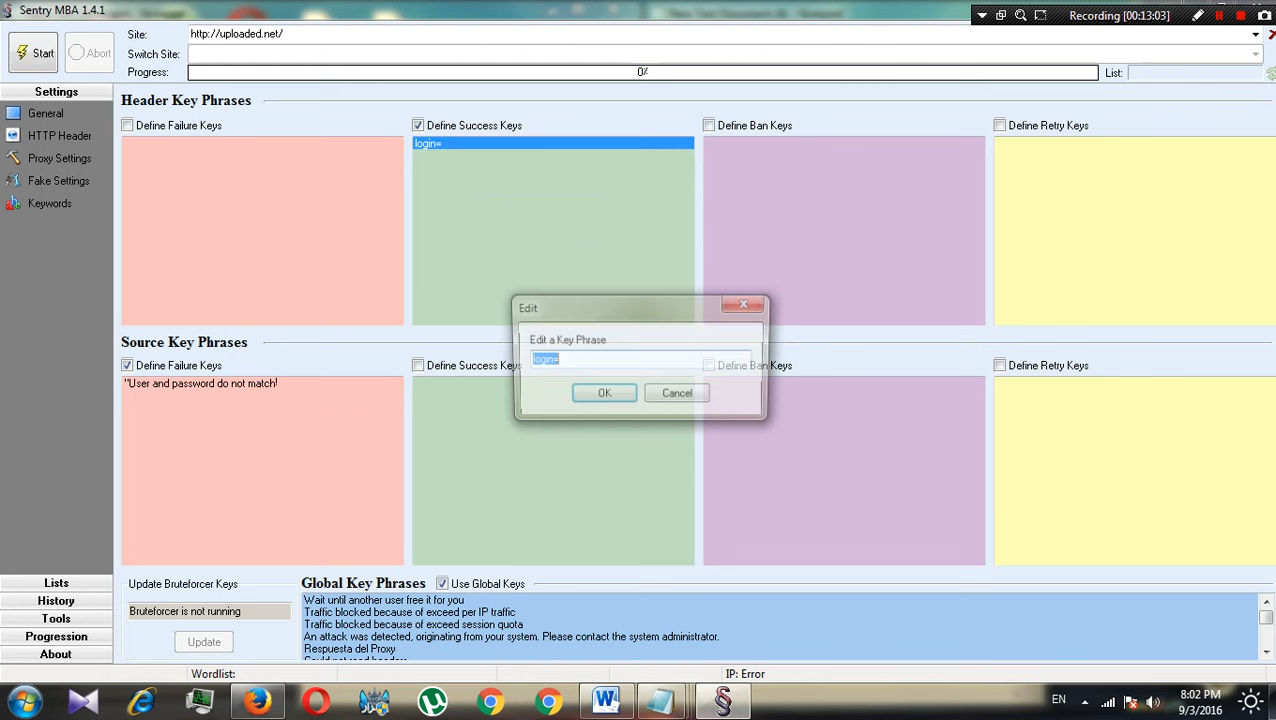 Sentry MBA 1.4.1
Recording [00:13:03]
Start
Abort
Site:
http://uploaded.net/
Switch Site:
Progress:
0%
List:
Settings
General
HTTP Header
Proxy Settings
Fake Settings
Keywords
Header Key Phrases
Define Failure Keys
Define Success Keys
Define Ban Keys
Define Retry Keys
login=
Edit
Edit a Key Phrase
login=
OK
Cancel
Source Key Phrases
Define Failure Keys
Define Success Keys
Define Ban Keys
Define Retry Keys
"User and password do not match!
Lists
History
Tools
Progression
About
Update Bruteforcer Keys
Bruteforcer is not running
Update
Global Key Phrases
Use Global Keys
Wait until another user free it for you
Traffic blocked because of exceed per IP traffic
Traffic blocked because of exceed session quota
An attack was detected, originating from your system. Please contact the system administrator.
Respuesta del Proxy
Wordlist:
IP: Error
EN
8:02 PM
9/3/2016